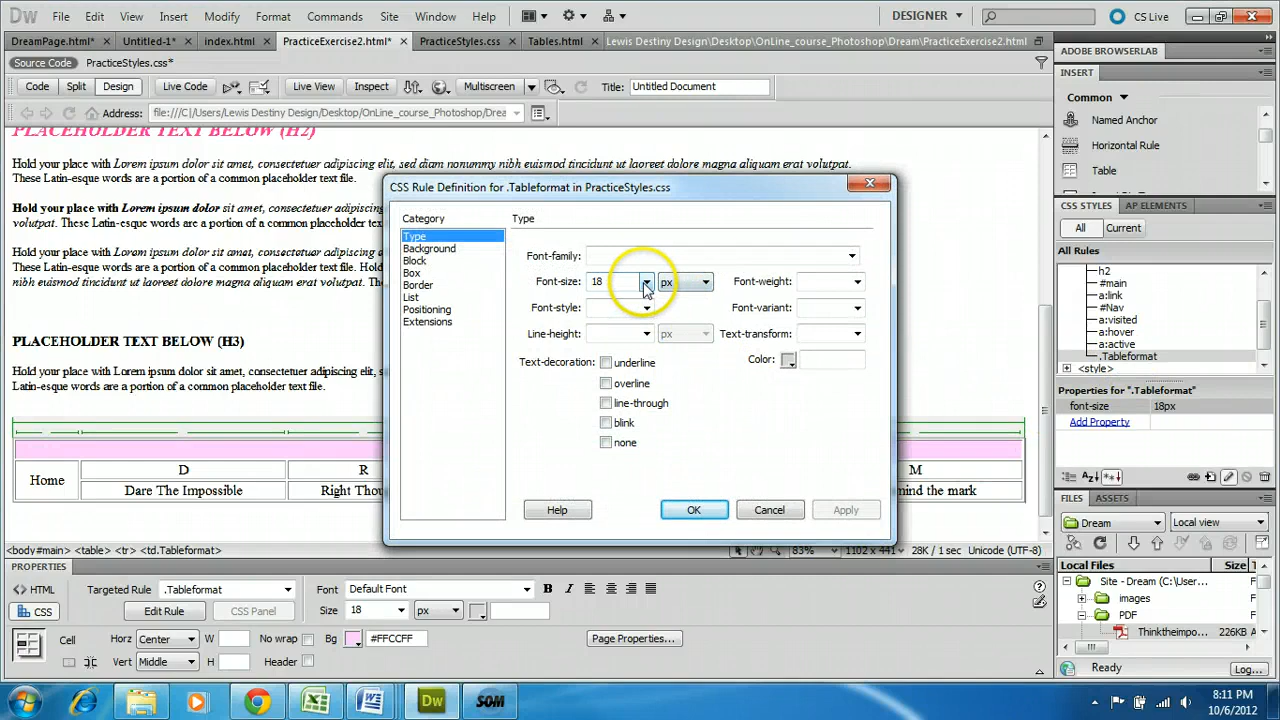 Dw File Edit View Insert Modify Format Commands Site Window Help DESIGNER CS Live
DreamPage.html* Untitled-1* index.html PracticeExercise2.html* PracticeStyles.css Tables.html Lewis Destiny Design\Desktop\OnLine_course_Photoshop\Dream\PracticeExercise2.html
Source Code PracticeStyles.css*
Code Split Design Live Code Live View Inspect Multiscreen Title: Untitled Document
Address: file:///C|/Users/Lewis Destiny Design/Desktop/OnLine_course_Photoshop/Drea
PLACEHOLDER TEXT BELOW (H2)
Hold your place with Lorem ipsum dolor sit amet, consectetuer adipiscing elit, sed diam nonummy nibh euismod tincidunt ut laoreet dolore magna aliquam erat volutpat.
These Latin-esque words are a portion of a common placeholder text file.
Hold your place with Lorem ipsum dolor sit amet,
volutpat. These Latin-esque words are a portion of a common placeholder text
Hold your place with Lorem ipsum dolor sit amet, consectetuer adipiscing
laoreet dolore magna aliquam erat volutpat. Hold
nibh euismod tincidunt ut laoreet dolore magna
PLACEHOLDER TEXT BELOW (H3)
Hold your place with Lorem ipsum dolor sit amet, consectetuer adipiscing elit, s
Latin-esque words are a portion of a common placeholder text file.
Home D R M
Dare The Impossible Right Thou mind the mark
CSS Rule Definition for .Tableformat in PracticeStyles.css
Category Type
Type
Background
Block
Box
Border
List
Positioning
Extensions
Font-family:
Font-size: 18 px Font-weight:
Font-style: Font-variant:
Line-height: px Text-transform:
Text-decoration: underline Color:
overline
line-through
blink
none
Help OK Cancel Apply
<body#main> <table> <tr> <td.Tableformat> 83% 1102 x 441 28K / 1 sec Unicode (UTF-8)
PROPERTIES
HTML Targeted Rule .Tableformat Font Default Font B I
CSS Edit Rule CSS Panel Size 18 px
Cell Horz Center W No wrap Bg #FFCCFF Page Properties...
Vert Middle H Header
ADOBE BROWSERLAB
INSERT
Common
Named Anchor
Horizontal Rule
Table
CSS STYLES AP ELEMENTS
All Current
All Rules
h2
#main
a:link
#Nav
a:visited
a:hover
a:active
.Tableformat
<style>
Properties for ".Tableformat"
font-size 18px
Add Property
FILES ASSETS
Dream Local view
Local Files Size T
Site - Dream (C:\User... F
images F
PDF F
Thinktheimpo... 226KB A
Ready Log...
Dw SOM
8:11 PM
10/6/2012